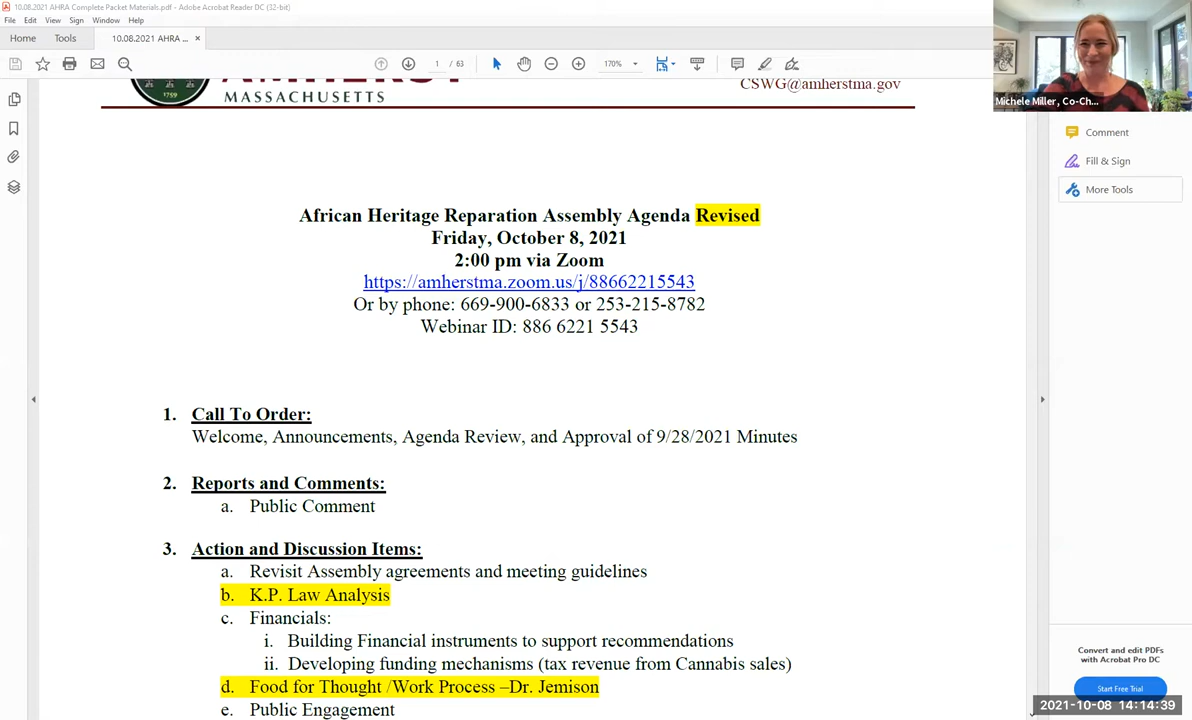 10.08.2021 AHRA Complete Packet Materials.pdf - Adobe Acrobat Reader DC (32-bit)
File Edit View Sign Window Help
Home Tools 10.08.2021 AHRA ... ×
1 / 63 170%
1759
MASSACHUSETTS
CSWG@amherstma.gov
Michele Miller, Co-Ch...
Comment
Fill & Sign
More Tools
African Heritage Reparation Assembly Agenda Revised
Friday, October 8, 2021
2:00 pm via Zoom
https://amherstma.zoom.us/j/88662215543
Or by phone: 669-900-6833 or 253-215-8782
Webinar ID: 886 6221 5543
1. Call To Order:
Welcome, Announcements, Agenda Review, and Approval of 9/28/2021 Minutes
2. Reports and Comments:
a. Public Comment
3. Action and Discussion Items:
a. Revisit Assembly agreements and meeting guidelines
b. K.P. Law Analysis
c. Financials:
i. Building Financial instruments to support recommendations
ii. Developing funding mechanisms (tax revenue from Cannabis sales)
d. Food for Thought /Work Process –Dr. Jemison
e. Public Engagement
Convert and edit PDFs
with Acrobat Pro DC
Start Free Trial
2021-10-08 14:14:39